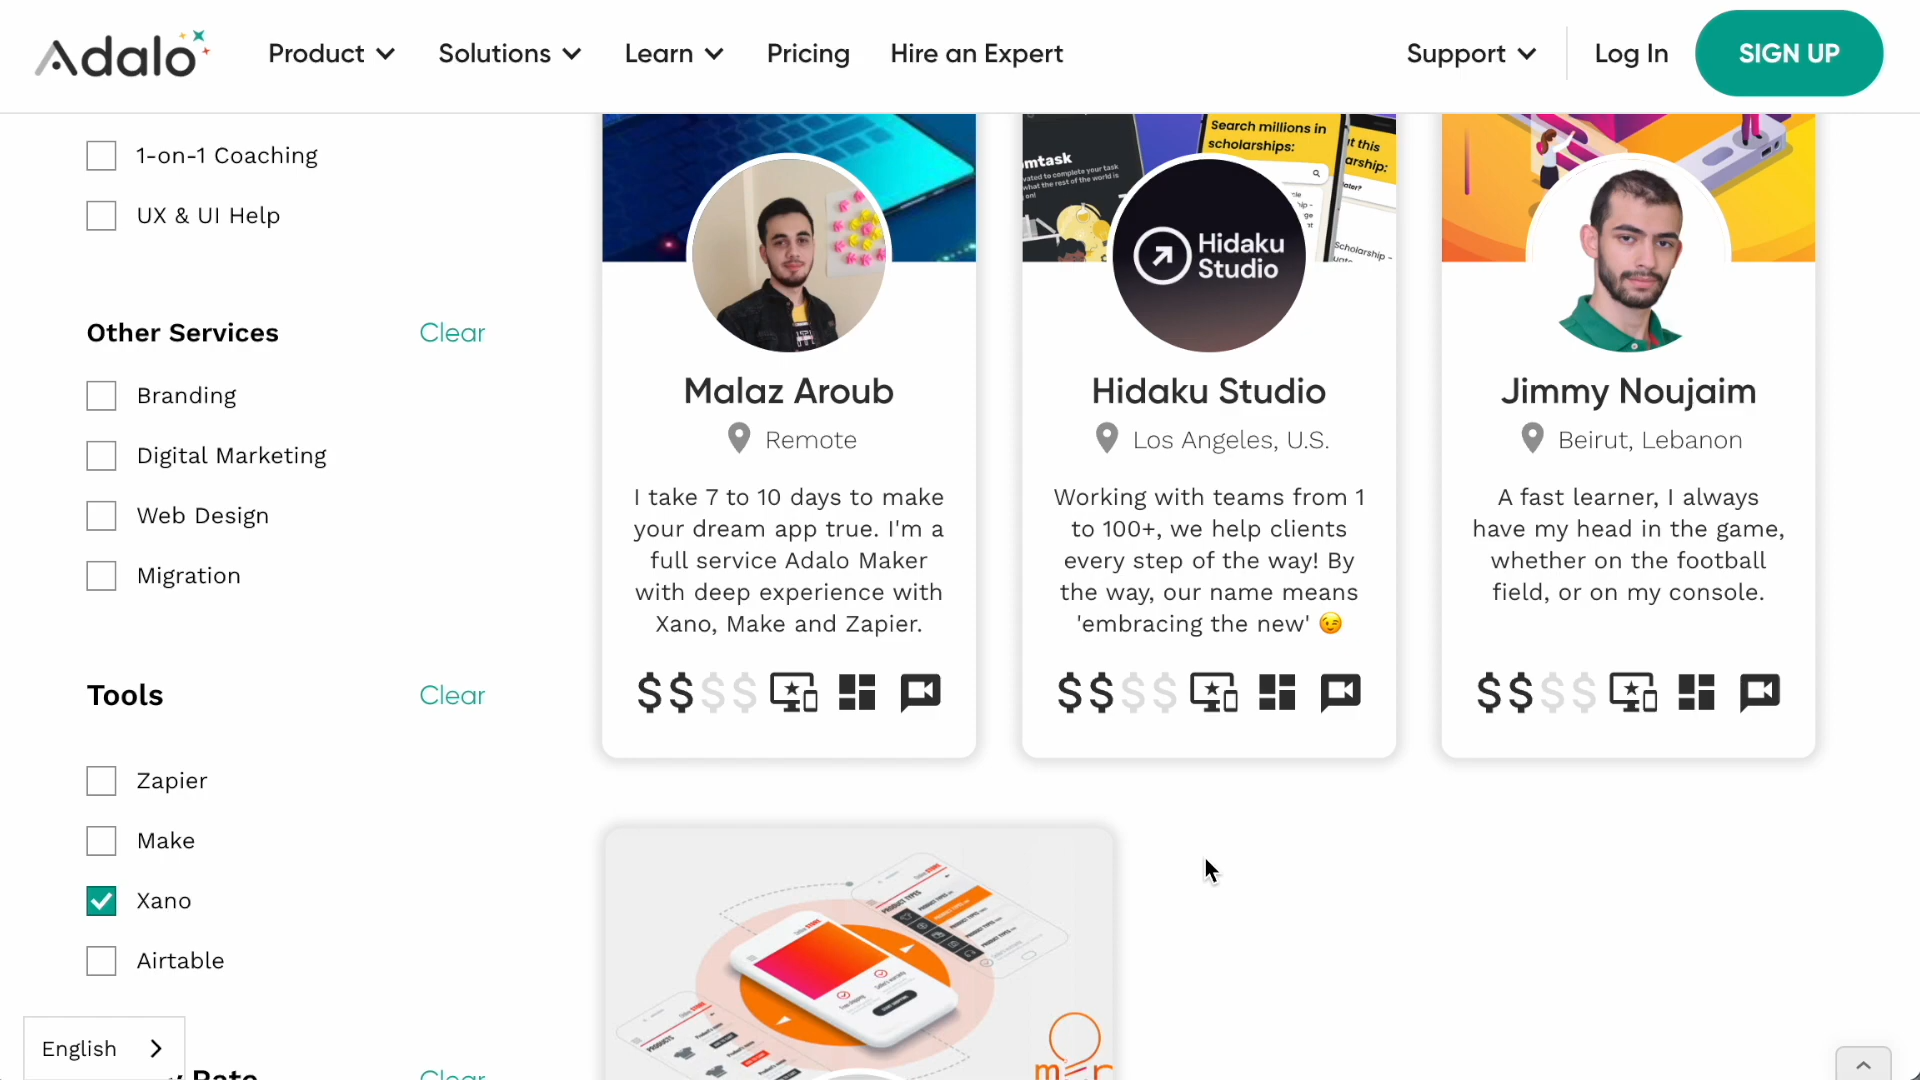 Adalo
Product
Solutions
Learn
Pricing
Hire an Expert
Support
Log In
SIGN UP
1-on-1 Coaching
UX & UI Help
Other Services
Clear
Branding
Digital Marketing
Web Design
Migration
Tools
Clear
Zapier
Make
Xano
Airtable
English
Rate
Clear
Malaz Aroub
Remote
I take 7 to 10 days to make
your dream app true. I'm a
full service Adalo Maker
with deep experience with
Xano, Make and Zapier.
$$$$
Search millions in
scholarships:
Hidaku
Studio
Hidaku Studio
Los Angeles, U.S.
Working with teams from 1
to 100+, we help clients
every step of the way! By
the way, our name means
'embracing the new' 😉
$$$$
Jimmy Noujaim
Beirut, Lebanon
A fast learner, I always
have my head in the game,
whether on the football
field, or on my console.
$$$$
PRODUCT TYPES
PRODUCTS